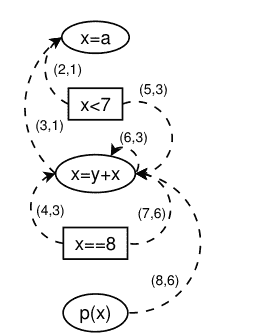 x=a
(2,1)
x<7
(5,3)
(3,1)
(6,3)
x=y+x
(4,3)
(7,6)
x==8
(8,6)
p(x)